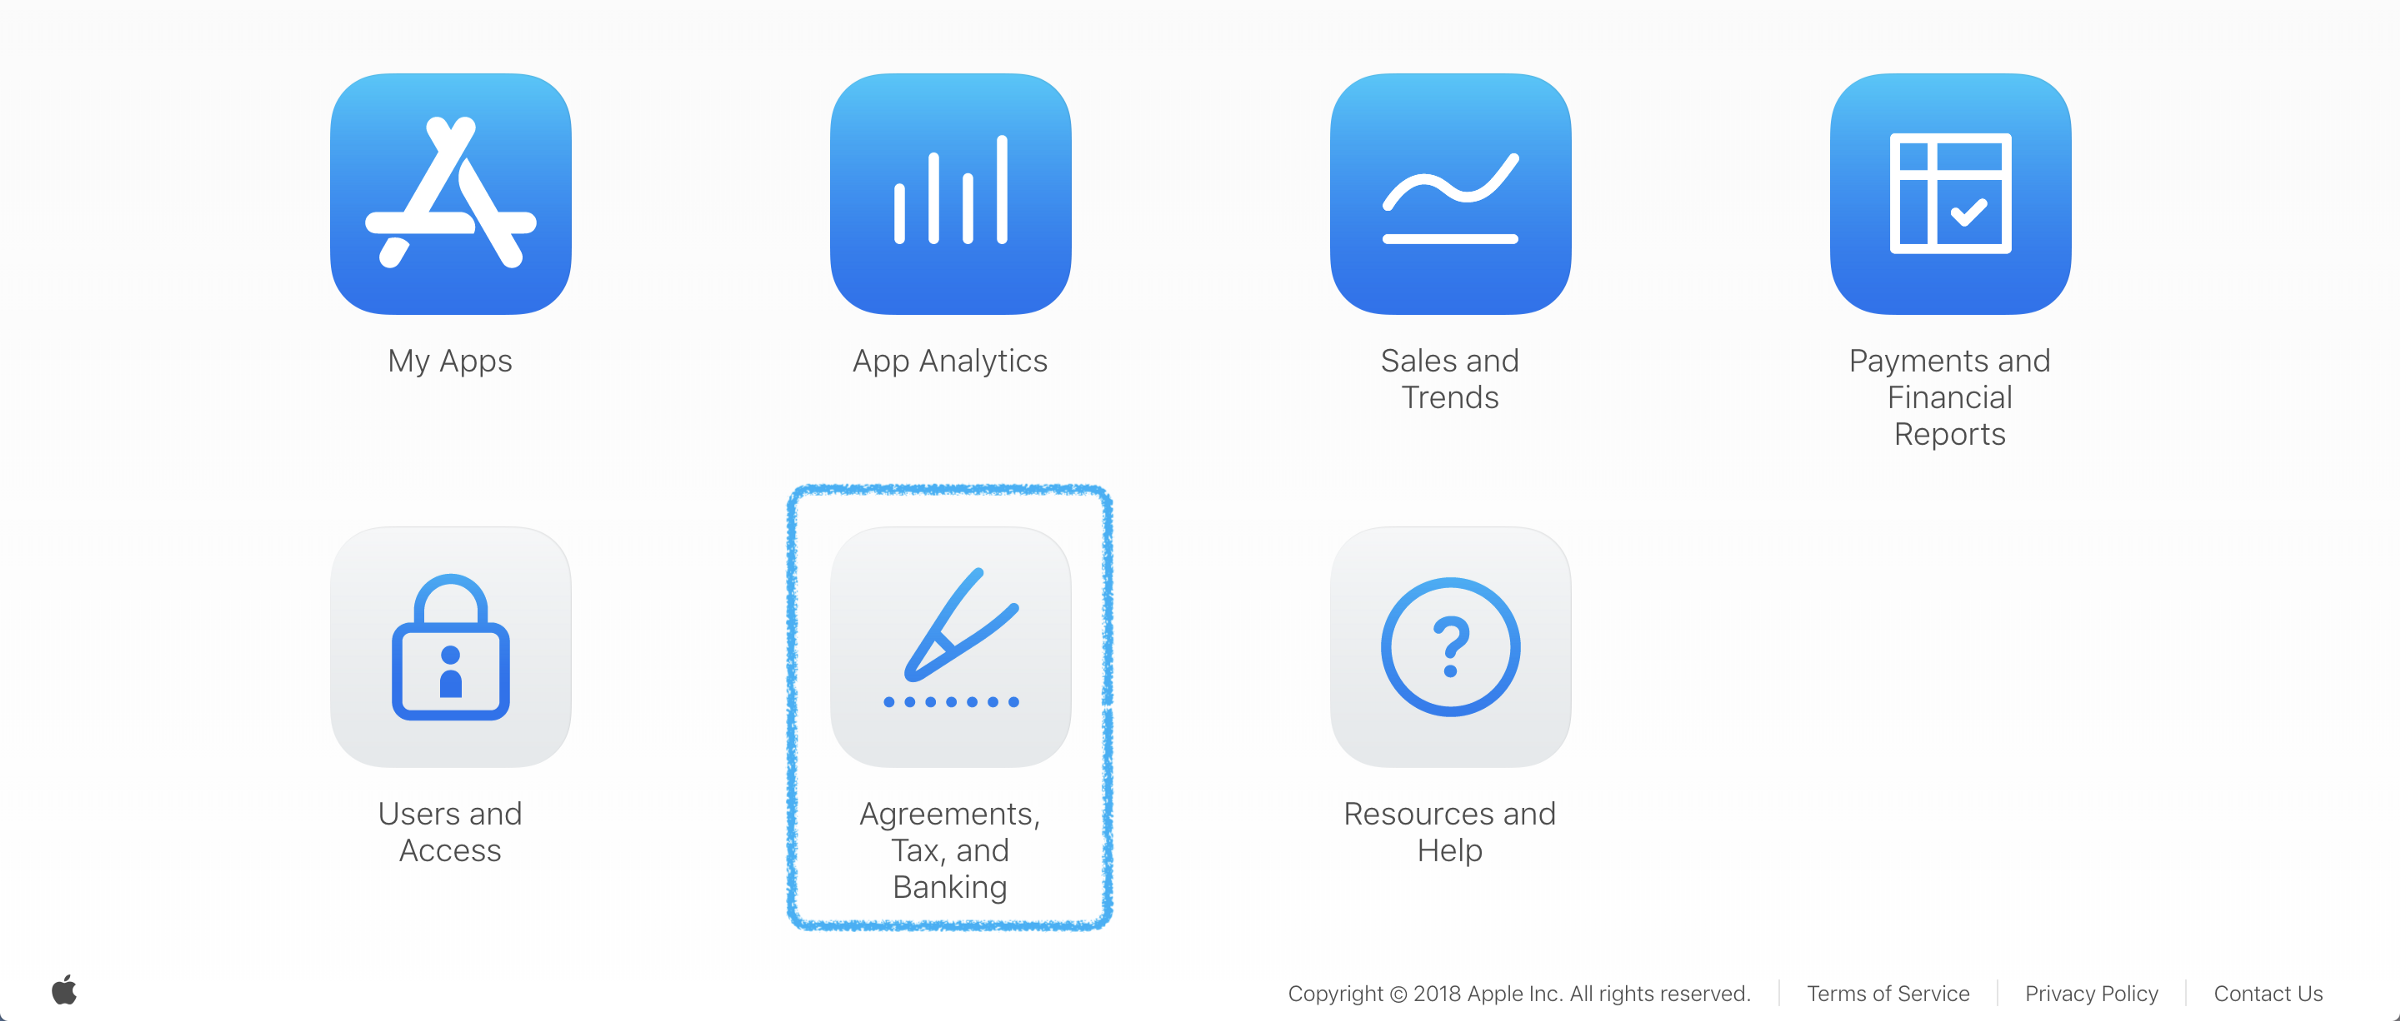 My Apps
App Analytics
Sales and
Trends
Payments and
Financial
Reports
Users and
Access
Agreements,
Tax, and
Banking
?
Resources and
Help
Copyright © 2018 Apple Inc. All rights reserved.
Terms of Service
Privacy Policy
Contact Us